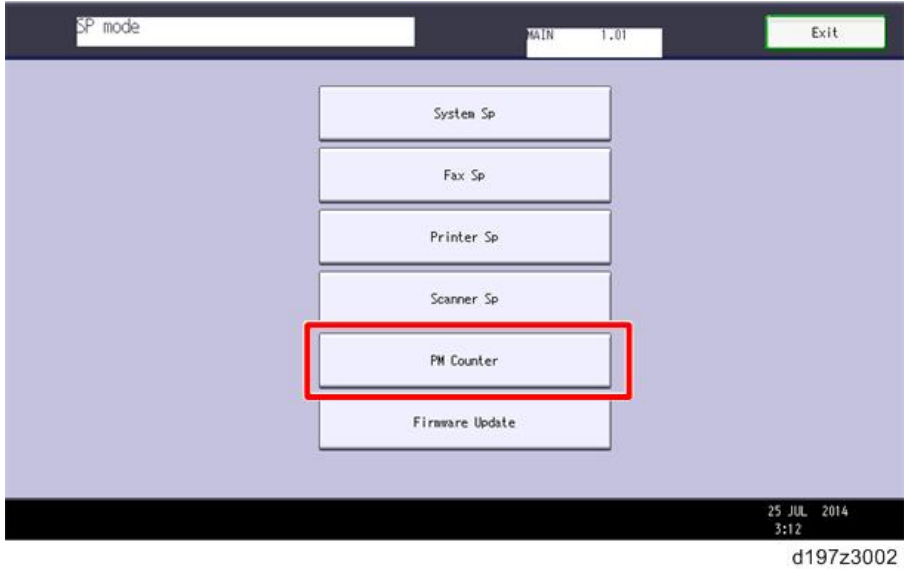 SP mode
MAIN 1.01
Exit
System Sp
Fax Sp
Printer Sp
Scanner Sp
PM Counter
Firmware Update
25 JUL 2014
3:12
d197z3002